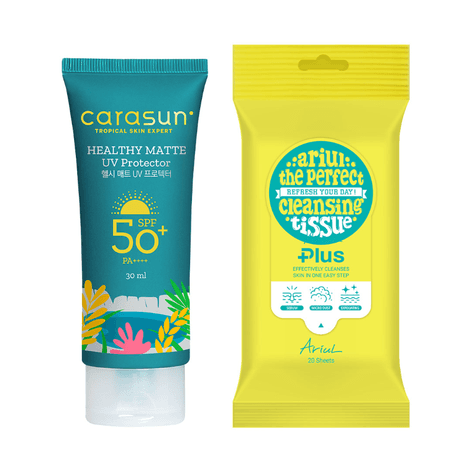 carasun
TROPICAL SKIN EXPERT
HEALTHY MATTE
UV Protector
헬시 매트 UV 프로텍터
SPF
50+
PA++++
30 ml
ariul:
the perfect
REFRESH YOUR DAY!
cleansing
tissue
Plus
EFFECTIVELY CLEANSES
SKIN IN ONE EASY STEP
Ariul
20 Sheets